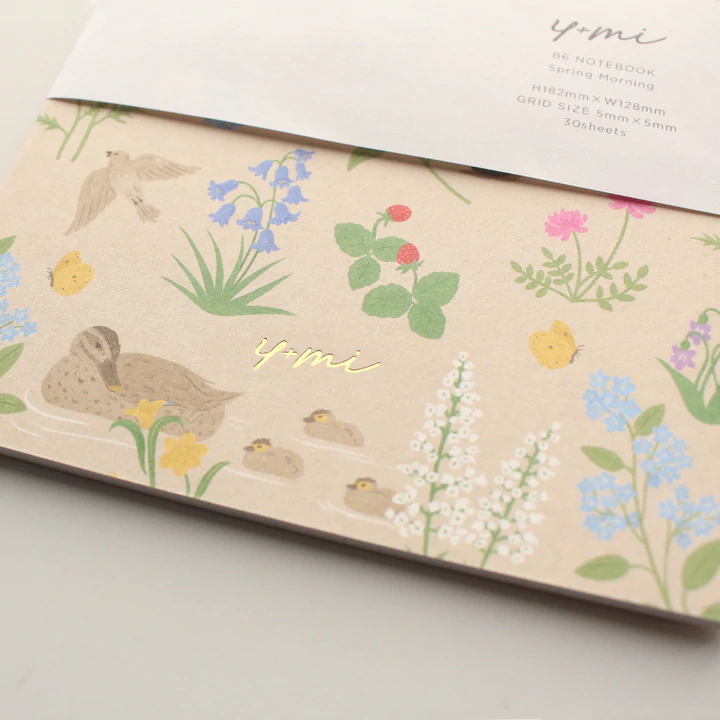 y+mi
B6 NOTEBOOK
Spring Morning
H182mm×W128mm
GRID SIZE 5mm×5mm
30sheets
y+mi